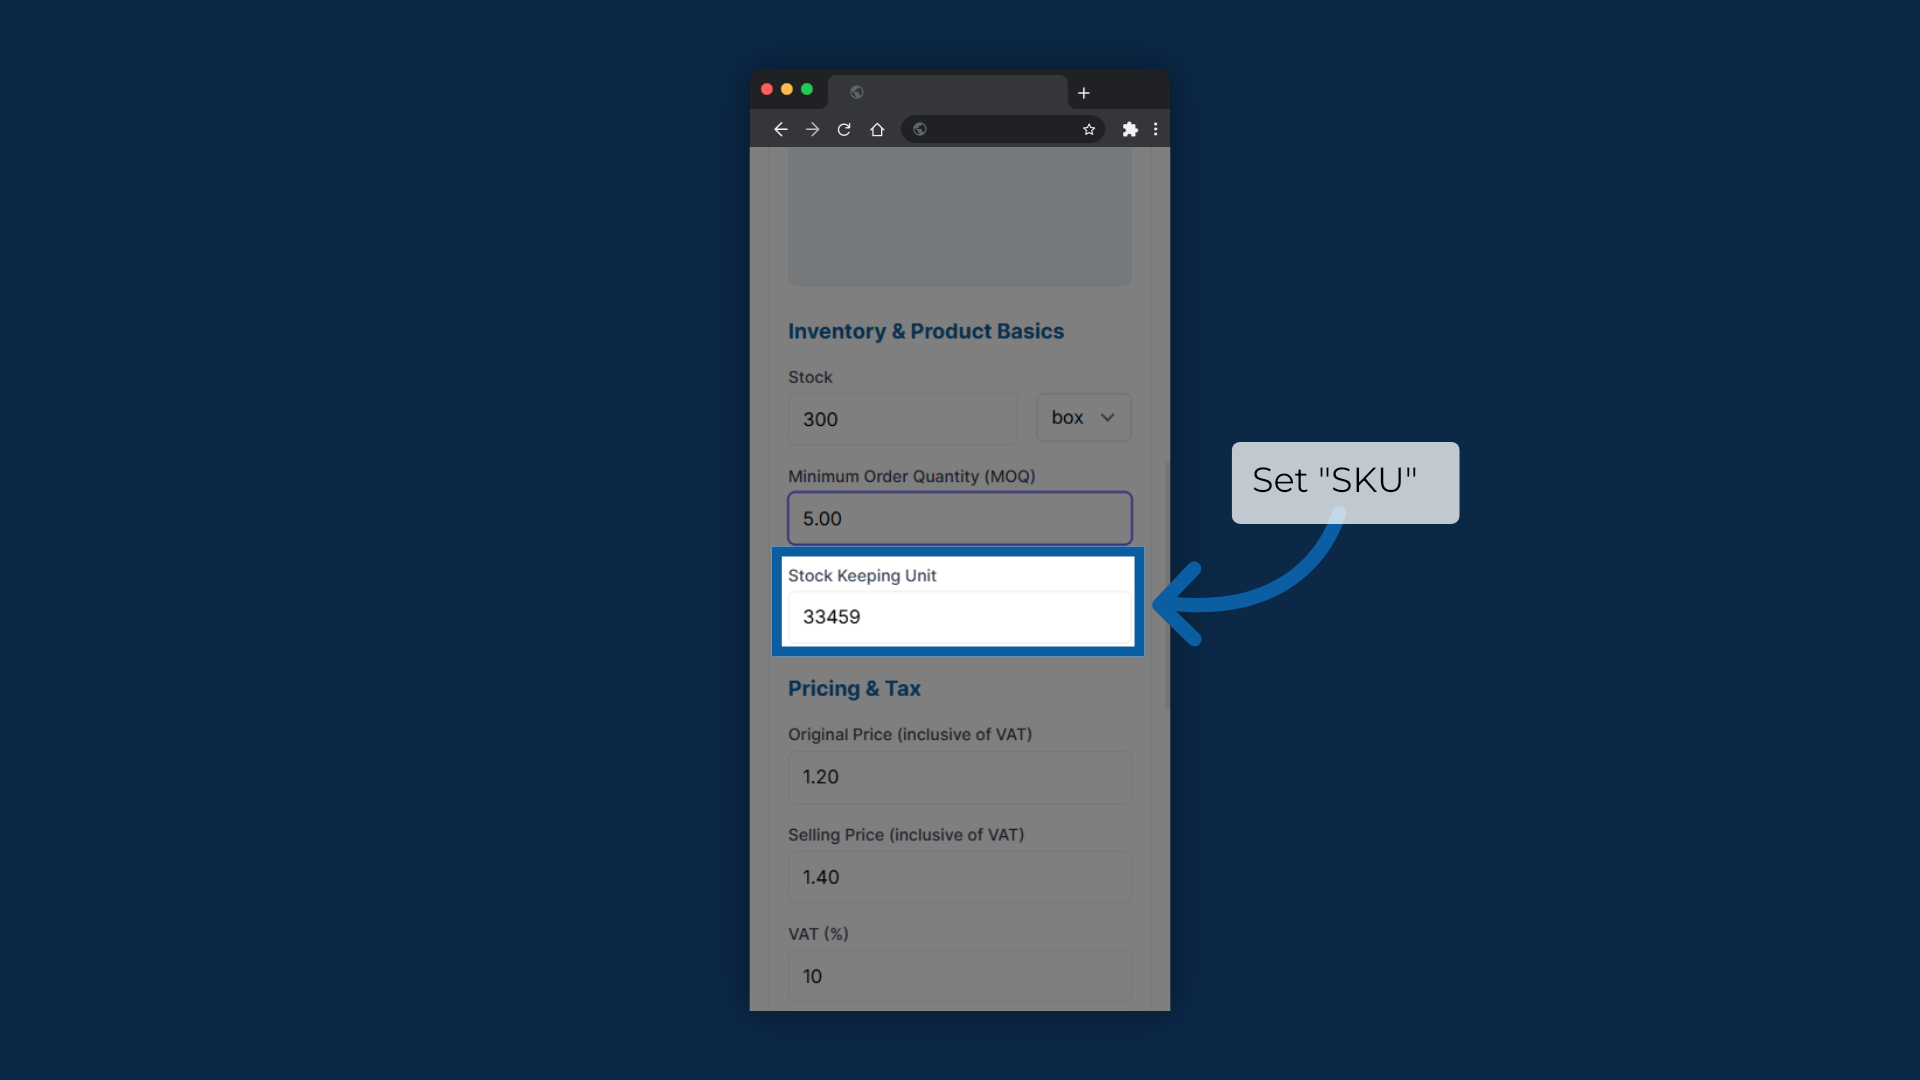 Inventory & Product Basics
Stock
300
box
Minimum Order Quantity (MOQ)
5.00
Stock Keeping Unit
33459
Set "SKU"
Pricing & Tax
Original Price (inclusive of VAT)
1.20
Selling Price (inclusive of VAT)
1.40
VAT (%)
10